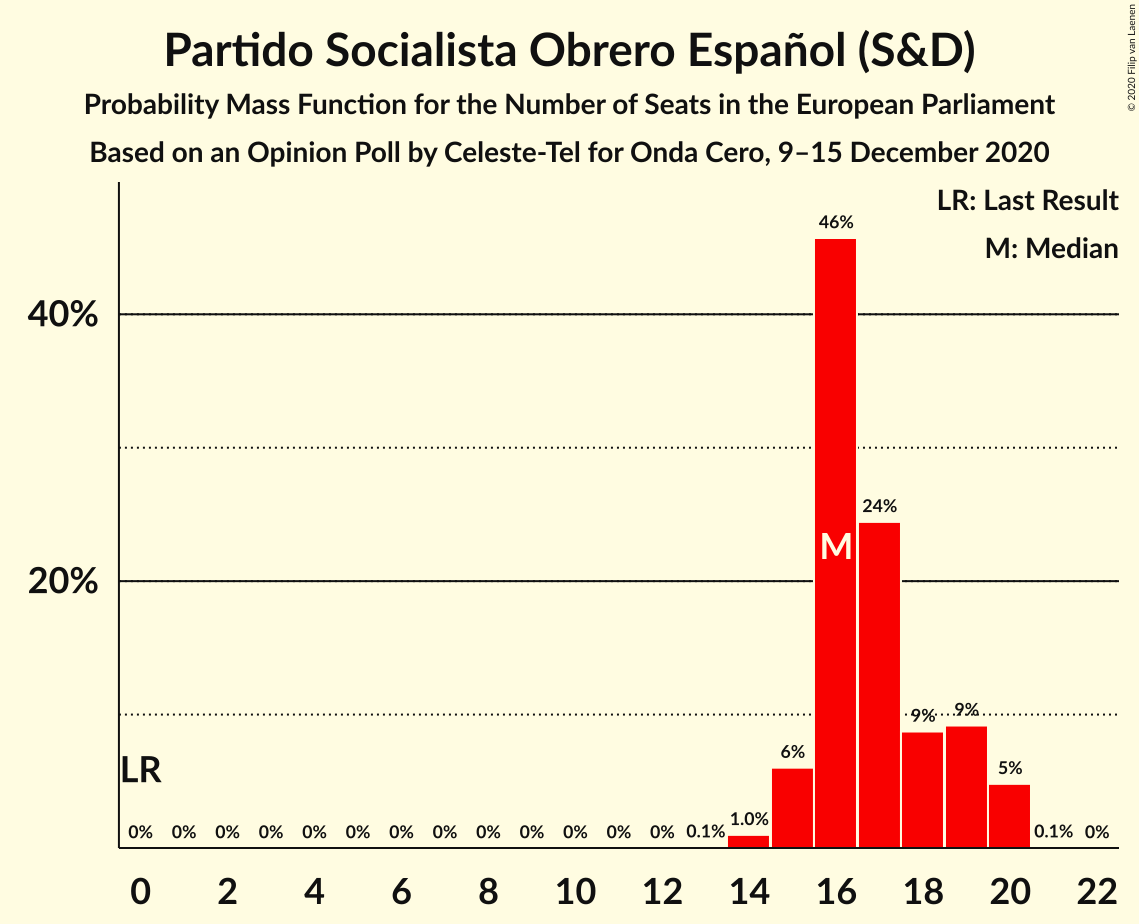 Partido Socialista Obrero Español (S&D)
Probability Mass Function for the Number of Seats in the European Parliament
Based on an Opinion Poll by Celeste-Tel for Onda Cero, 9–15 December 2020
© 2020 Filip van Laenen
LR: Last Result
M: Median
40%
20%
LR
M
0% 0% 0% 0% 0% 0% 0% 0% 0% 0% 0% 0% 0% 0.1% 1.0% 6% 46% 24% 9% 9% 5% 0.1% 0%
0 2 4 6 8 10 12 14 16 18 20 22